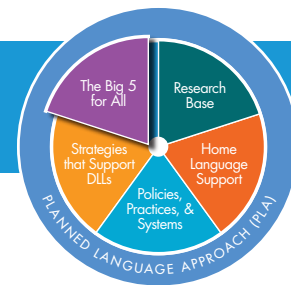 The Big 5
for All
Research
Base
Strategies
that Support
DLLs
Home
Language
Support
Policies,
Practices, &
Systems
PLANNED LANGUAGE APPROACH (PLA)